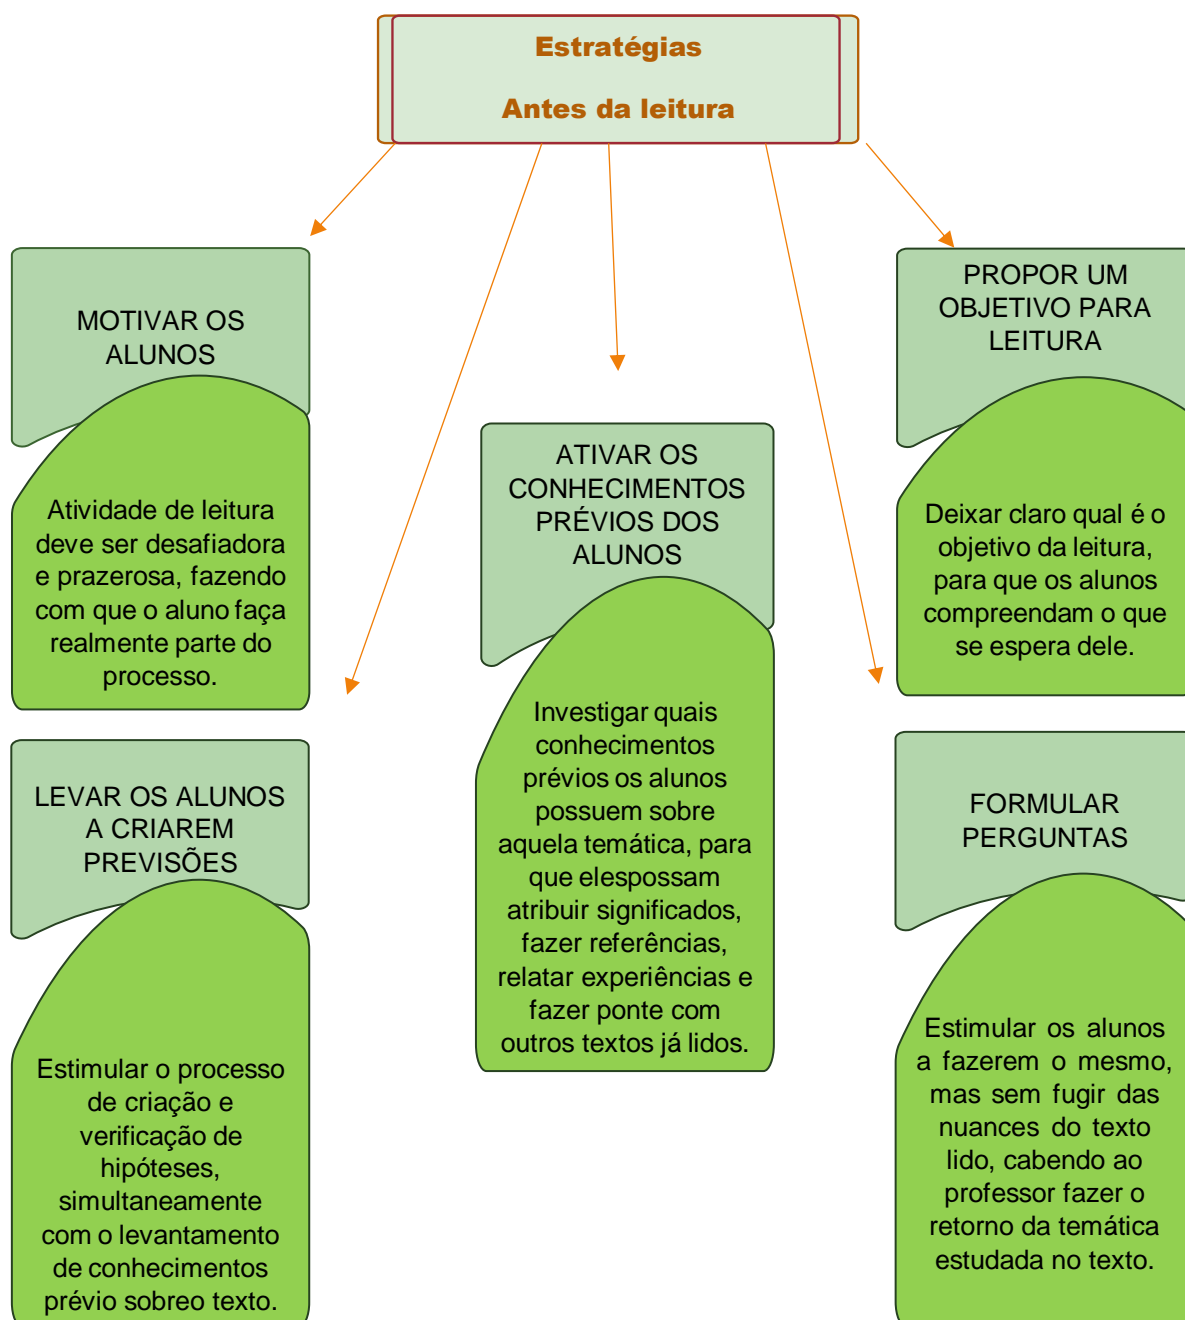 Estratégias
Antes da leitura
MOTIVAR OS
ALUNOS
Atividade de leitura
deve ser desafiadora
e prazerosa, fazendo
com que o aluno faça
realmente parte do
processo.
PROPOR UM
OBJETIVO PARA
LEITURA
Deixar claro qual é o
objetivo da leitura,
para que os alunos
compreendam o que
se espera dele.
ATIVAR OS
CONHECIMENTOS
PRÉVIOS DOS
ALUNOS
Investigar quais
conhecimentos
prévios os alunos
possuem sobre
aquela temática, para
que elespossam
atribuir significados,
fazer referências,
relatar experiências e
fazer ponte com
outros textos já lidos.
LEVAR OS ALUNOS
A CRIAREM
PREVISÕES
Estimular o processo
de criação e
verificação de
hipóteses,
simultaneamente
com o levantamento
de conhecimentos
prévio sobreo texto.
FORMULAR
PERGUNTAS
Estimular os alunos
a fazerem o mesmo,
mas sem fugir das
nuances do texto
lido, cabendo ao
professor fazer o
retorno da temática
estudada no texto.